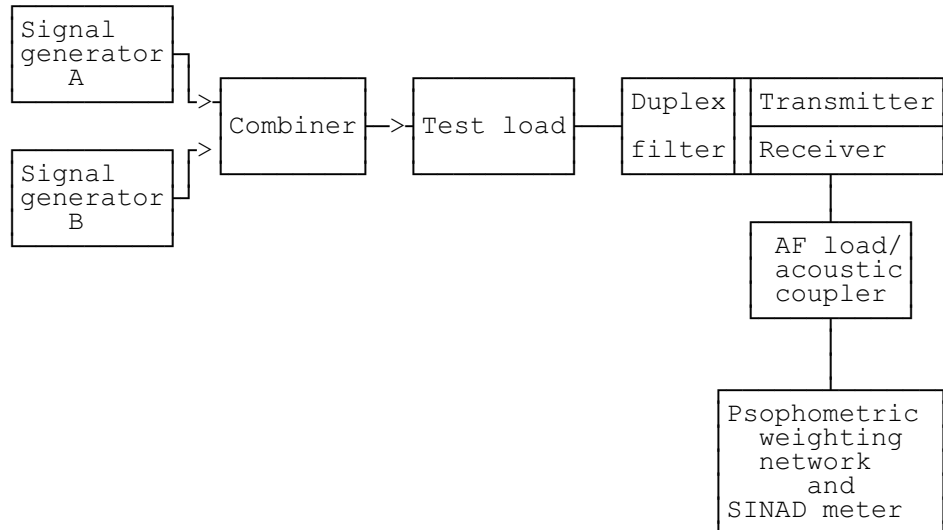 Signal
generator
A
Combiner
Test load
Duplex
filter
Transmitter
Receiver
Signal
generator
B
AF load/
acoustic
coupler
Psophometric
weighting
network
and
SINAD meter